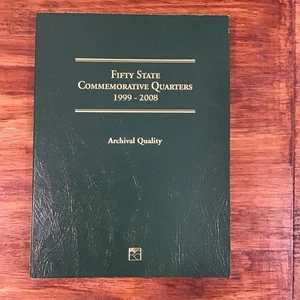 Fifty State
Commemorative Quarters
1999 - 2008
Archival Quality